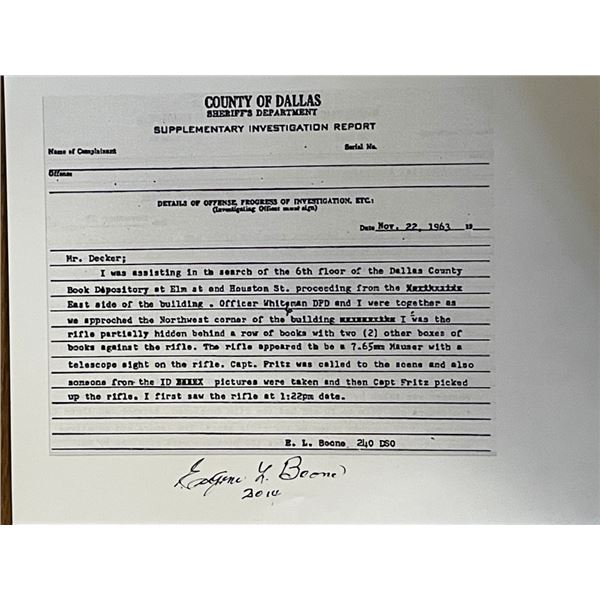 COUNTY OF DALLAS
SHERIFF'S DEPARTMENT
SUPPLEMENTARY INVESTIGATION REPORT
Name of Complainant Serial No.
Offense
DETAILS OF OFFENSE, PROGRESS OF INVESTIGATION, ETC.:
(Investigating Officer must sign)
Date Nov. 22, 1963 19
Mr. Decker;
I was assisting in th search of the 6th floor of the Dallas County
Book Depository at Elm st and Houston St. proceeding from the
East side of the building . Officer Whiteman DPD and I were together as
we approched the Northwest corner of the building I was the
rifle partially hidden behind a row of books with two (2) other boxes of
books against the rifle. The rifle appeared to be a 7.65mm Mauser with a
telescope sight on the rifle. Capt. Fritz was called to the scene and also
someone from the ID pictures were taken and then Capt Fritz picked
up the rifle. I first saw the rifle at 1:22pm date.
E. L. Boone 240 DSO
Eugene L. Boone
2014